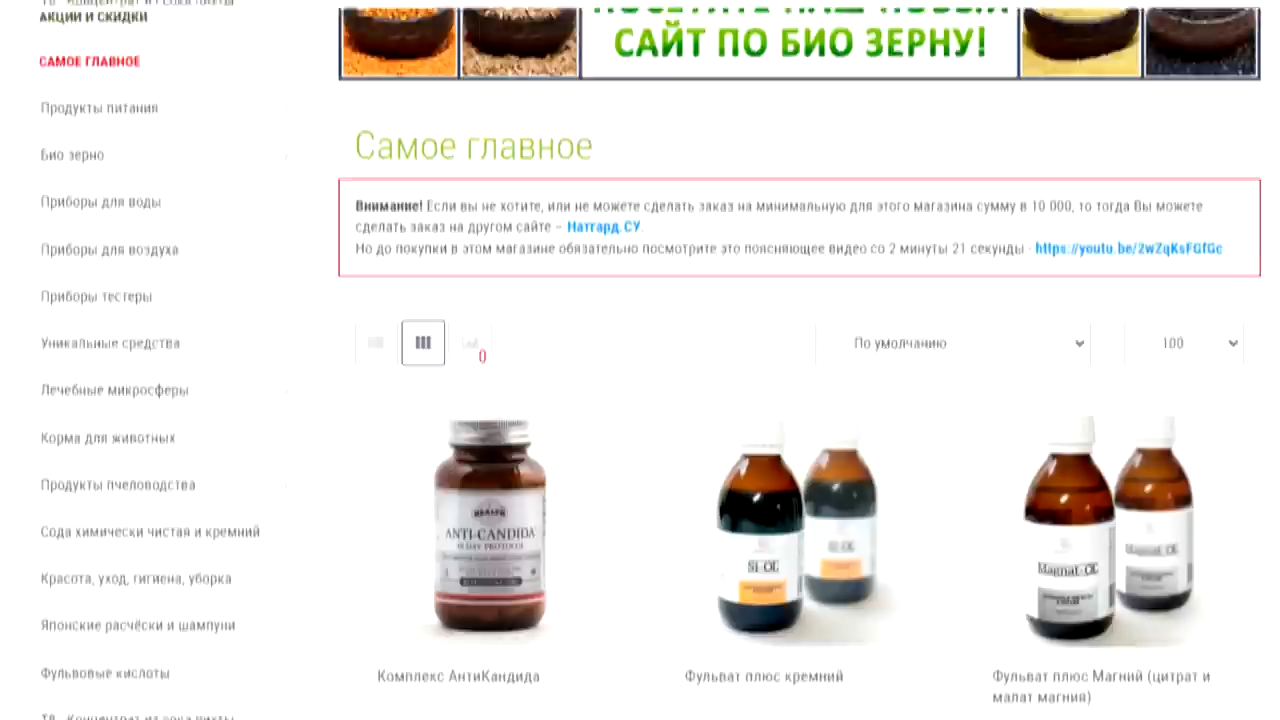 АКЦИИ И СКИДКИ
САМОЕ ГЛАВНОЕ
Продукты питания
Био зерно
Приборы для воды
Приборы для воздуха
Приборы тестеры
Уникальные средства
Лечебные микросферы
Корма для животных
Продукты пчеловодства
Сода химически чистая и кремний
Красота, уход, гигиена, уборка
Японские расчёски и шампуни
Фульвовые кислоты
САЙТ ПО БИО ЗЕРНУ!
Самое главное
Внимание! Если вы не хотите, или не можете сделать заказ на минимальную для этого магазина сумму в 10 000, то тогда Вы можете
сделать заказ на другом сайте – Натгард.СУ.
Но до покупки в этом магазине обязательно посмотрите это поясняющее видео со 2 минуты 21 секунды - https://youtu.be/2wZqKsFGfGc
0
По умолчанию
100
HEALTH
ANTI-CANDIDA
Si-OL
Si-OL
Magnat-OL
Magnat-OL
Комплекс АнтиКандида
Фульват плюс кремний
Фульват плюс Магний (цитрат и
малат магния)